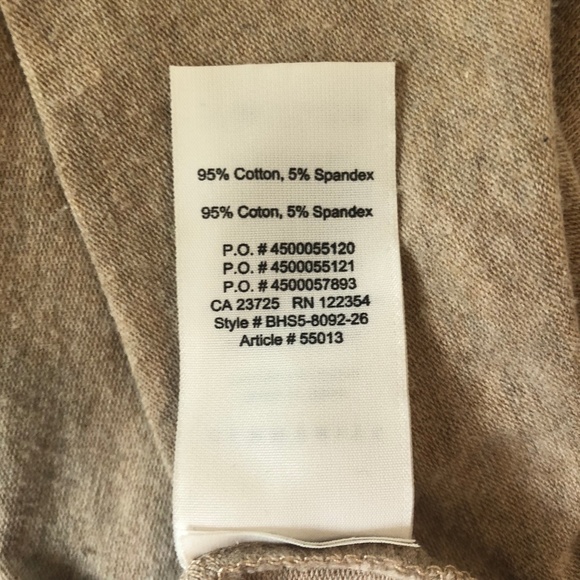 95% Cotton, 5% Spandex
95% Coton, 5% Spandex
P.O. # 4500055120
P.O. # 4500055121
P.O. # 4500057893
CA 23725 RN 122354
Style # BHS5-8092-26
Article # 55013